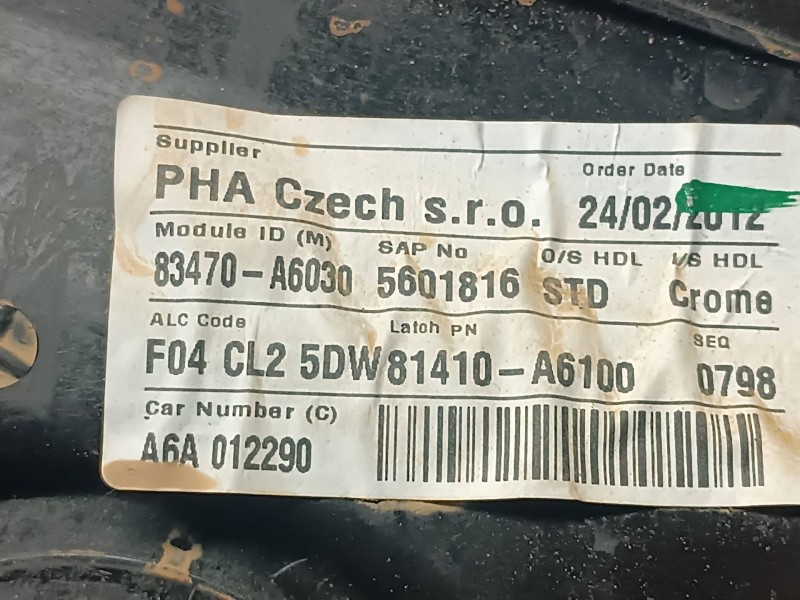 Supplier
Order Date
PHA Czech s.r.o. 24/02/2012
Module ID (M) SAP No O/S HDL I/S HDL
83470-A6030 5601816 STD Crome
ALC Code Latch PN SEQ
F04 CL2 5DW 81410-A6100 0798
Car Number (C)
A6A 012290